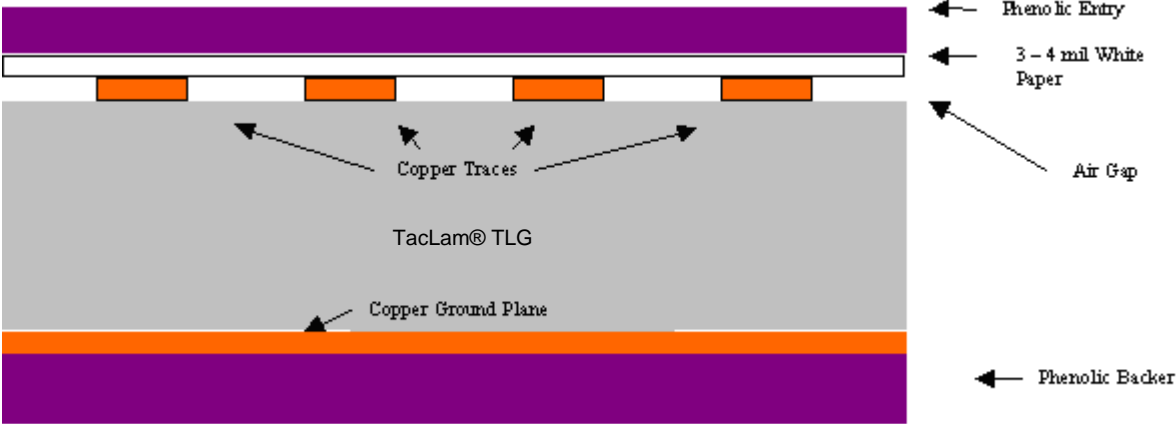 Phenolic Entry
3 – 4 mil White
Paper
Copper Traces
Air Gap
TacLam® TLG
Copper Ground Plane
Phenolic Backer